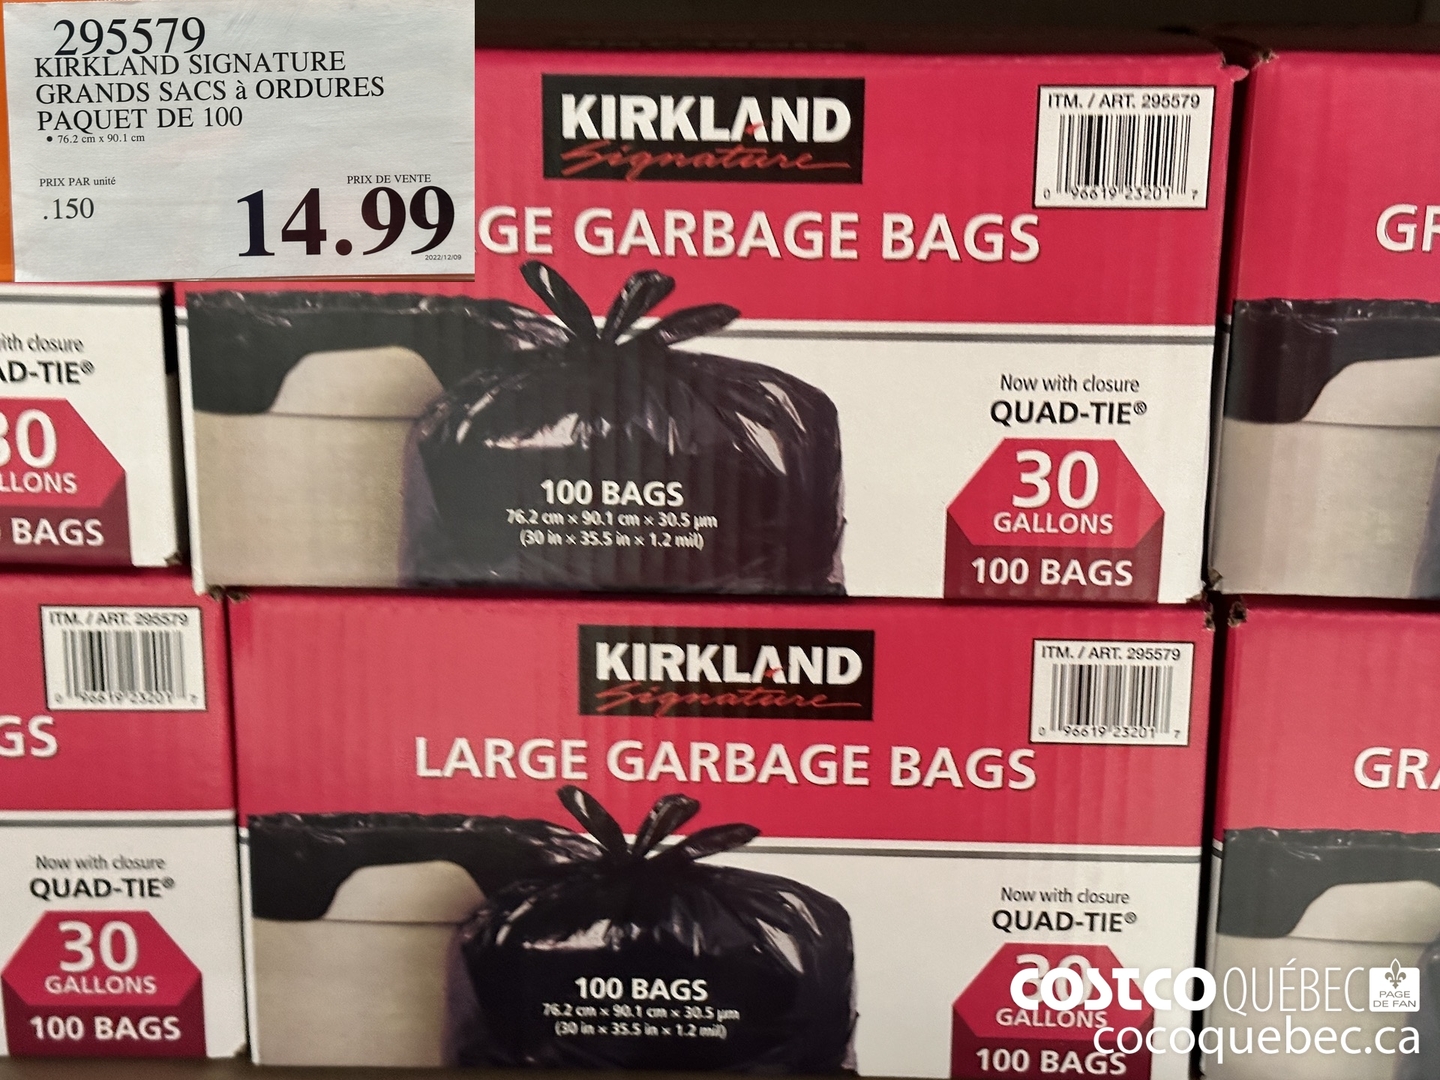 295579
KIRKLAND SIGNATURE
GRANDS SACS à ORDURES
PAQUET DE 100
• 76.2 cm x 90.1 cm
PRIX PAR unité
.150
PRIX DE VENTE
14.99
2022/12/09
KIRKLAND
Signature
ITM. / ART. 295579
0 96619 23201 7
GE GARBAGE BAGS
GR
ith closure
AD-TIE®
30
LLONS
BAGS
Now with closure
QUAD-TIE®
30
GALLONS
100 BAGS
100 BAGS
76.2 cm × 90.1 cm × 30.5 µm
(30 in × 35.5 in × 1.2 mil)
ITM. / ART. 295579
0 96619 23201 7
GS
Now with closure
QUAD-TIE®
30
GALLONS
100 BAGS
KIRKLAND
Signature
ITM. / ART. 295579
0 96619 23201 7
LARGE GARBAGE BAGS
GRA
Now with closure
QUAD-TIE®
30
GALLONS
100 BAGS
100 BAGS
76.2 cm × 90.1 cm × 30.5 µm
(30 in × 35.5 in × 1.2 mil)
COSTCO QUÉBEC
PAGE
DE FAN
cocoquebec.ca